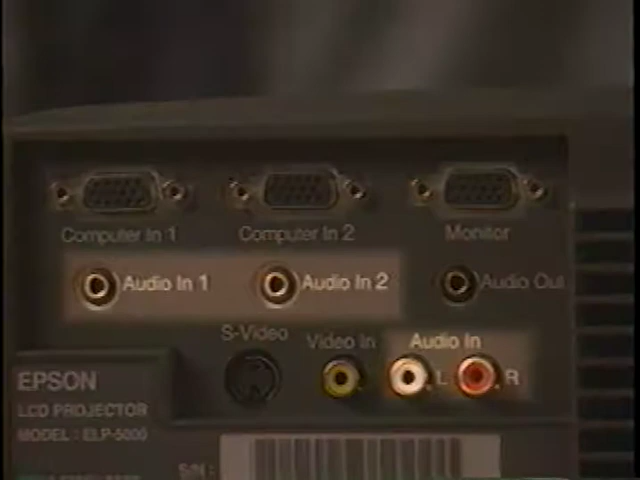 Computer In 1
Computer In 2
Monitor
Audio In 1
Audio In 2
Audio Out
S-Video
Video In
Audio In
L
R
EPSON
LCD PROJECTOR
MODEL : ELP-5000
S/N :